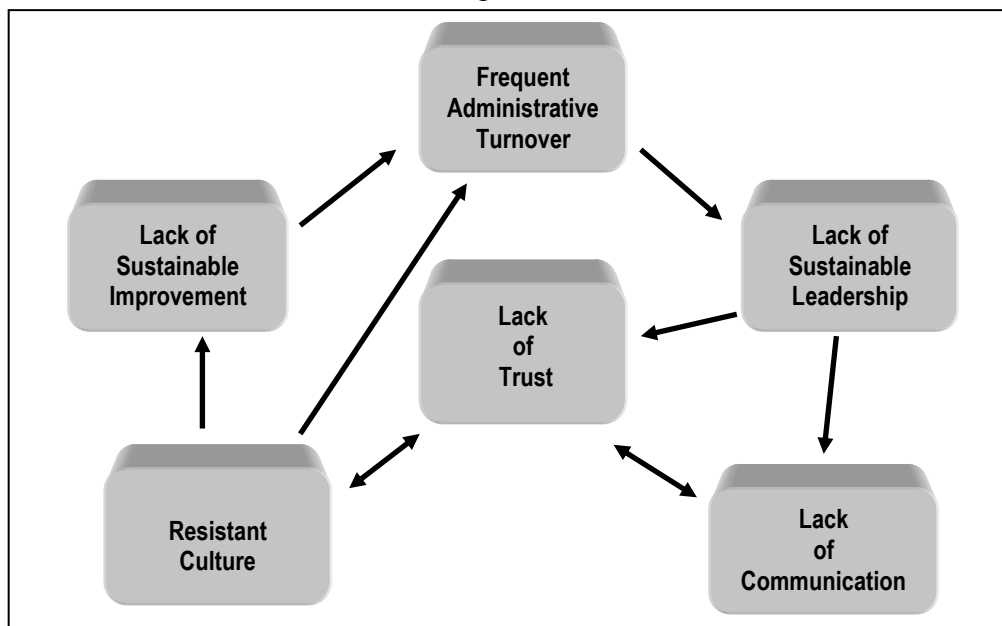 Frequent
Administrative
Turnover
Lack of
Sustainable
Improvement
Lack of
Sustainable
Leadership
Lack
of
Trust
Resistant
Culture
Lack
of
Communication